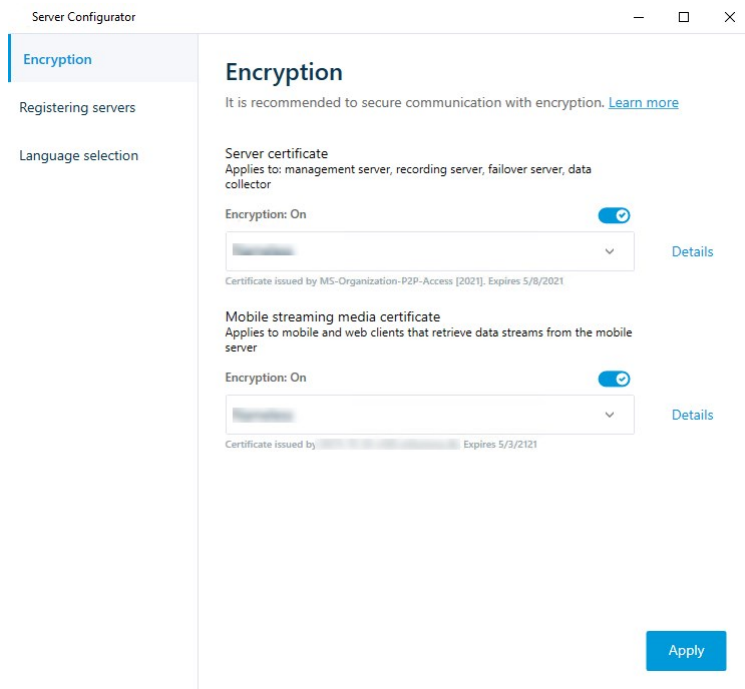 Server Configurator
Encryption
Registering servers
Language selection
Encryption
It is recommended to secure communication with encryption. Learn more
Server certificate
Applies to: management server, recording server, failover server, data
collector
Encryption: On
Details
Certificate issued by MS-Organization-P2P-Access [2021]. Expires 5/8/2021
Mobile streaming media certificate
Applies to mobile and web clients that retrieve data streams from the mobile
server
Encryption: On
Details
Certificate issued by Expires 5/3/2121
Apply